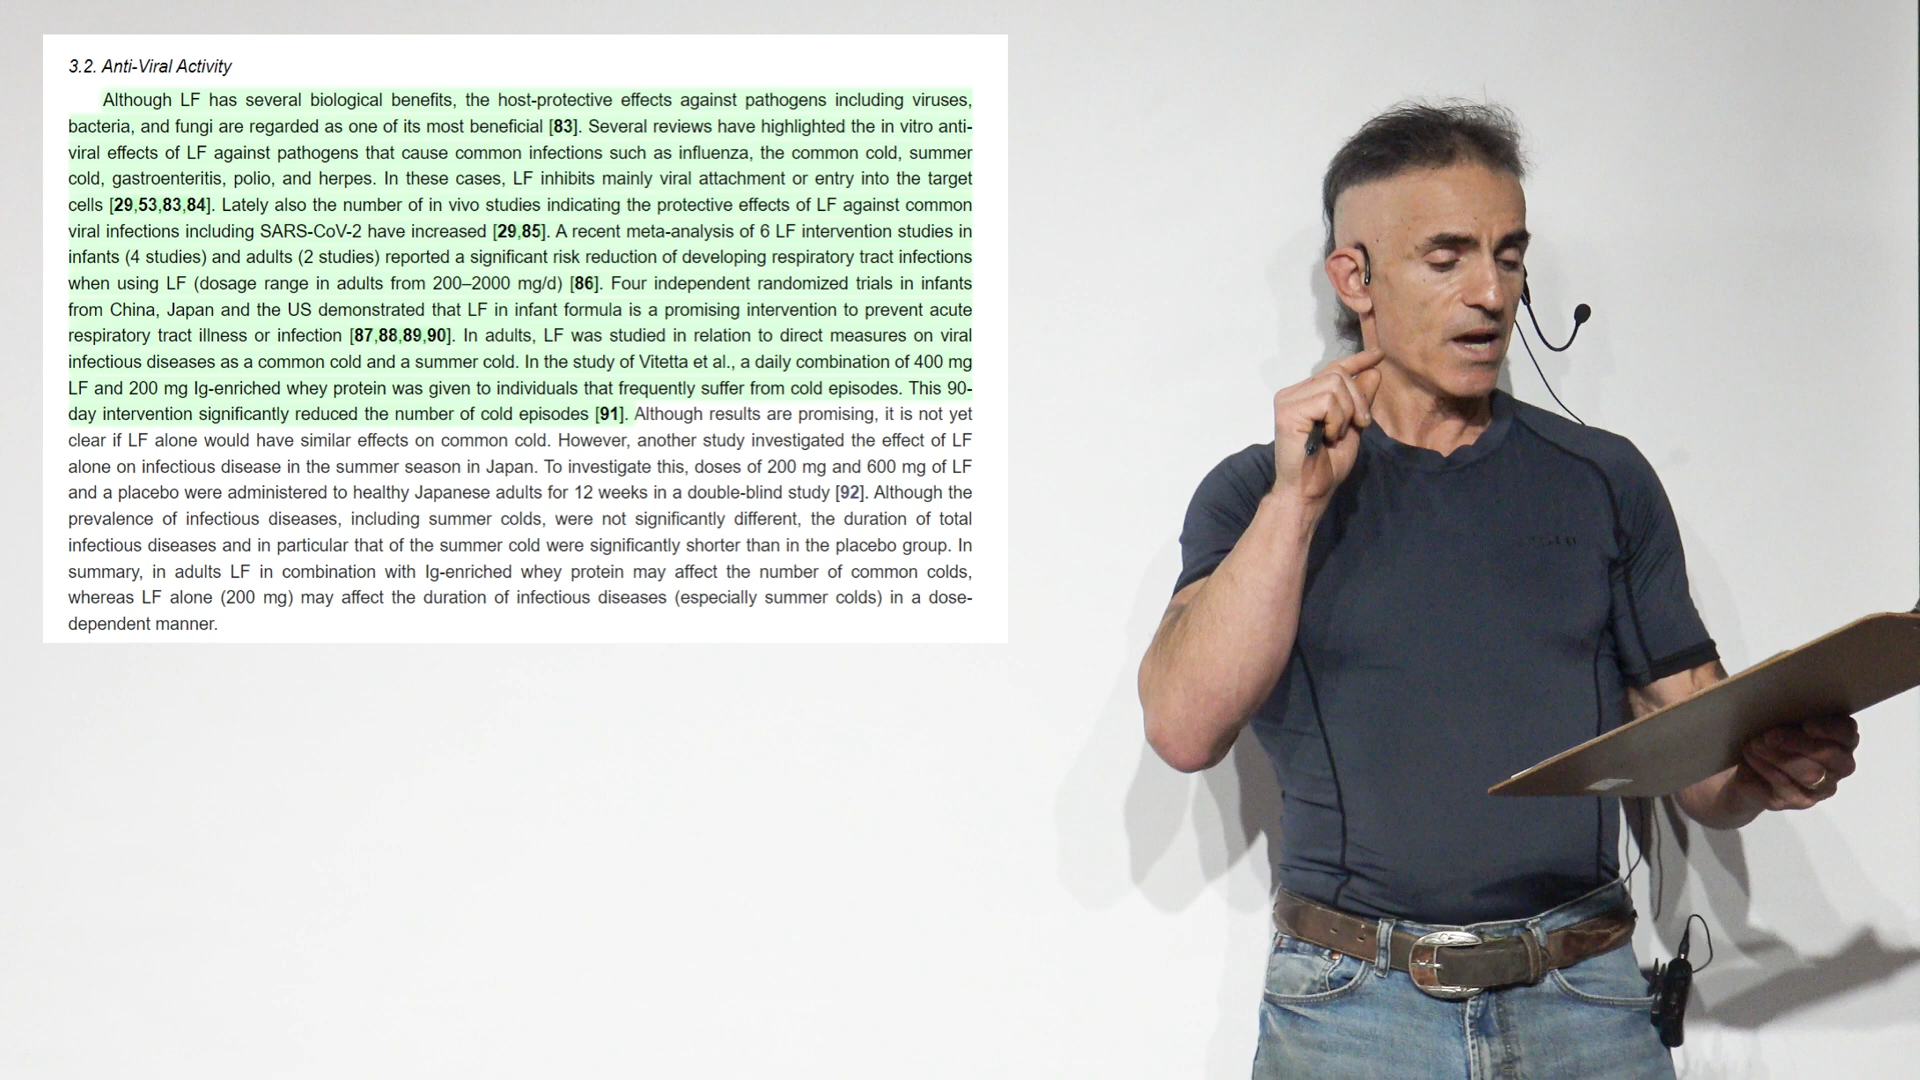 3.2. Anti-Viral Activity
Although LF has several biological benefits, the host-protective effects against pathogens including viruses,
bacteria, and fungi are regarded as one of its most beneficial [83]. Several reviews have highlighted the in vitro anti-
viral effects of LF against pathogens that cause common infections such as influenza, the common cold, summer
cold, gastroenteritis, polio, and herpes. In these cases, LF inhibits mainly viral attachment or entry into the target
cells [29,53,83,84]. Lately also the number of in vivo studies indicating the protective effects of LF against common
viral infections including SARS-CoV-2 have increased [29,85]. A recent meta-analysis of 6 LF intervention studies in
infants (4 studies) and adults (2 studies) reported a significant risk reduction of developing respiratory tract infections
when using LF (dosage range in adults from 200–2000 mg/d) [86]. Four independent randomized trials in infants
from China, Japan and the US demonstrated that LF in infant formula is a promising intervention to prevent acute
respiratory tract illness or infection [87,88,89,90]. In adults, LF was studied in relation to direct measures on viral
infectious diseases as a common cold and a summer cold. In the study of Vitetta et al., a daily combination of 400 mg
LF and 200 mg Ig-enriched whey protein was given to individuals that frequently suffer from cold episodes. This 90-
day intervention significantly reduced the number of cold episodes [91]. Although results are promising, it is not yet
clear if LF alone would have similar effects on common cold. However, another study investigated the effect of LF
alone on infectious disease in the summer season in Japan. To investigate this, doses of 200 mg and 600 mg of LF
and a placebo were administered to healthy Japanese adults for 12 weeks in a double-blind study [92]. Although the
prevalence of infectious diseases, including summer colds, were not significantly different, the duration of total
infectious diseases and in particular that of the summer cold were significantly shorter than in the placebo group. In
summary, in adults LF in combination with Ig-enriched whey protein may affect the number of common colds,
whereas LF alone (200 mg) may affect the duration of infectious diseases (especially summer colds) in a dose-
dependent manner.